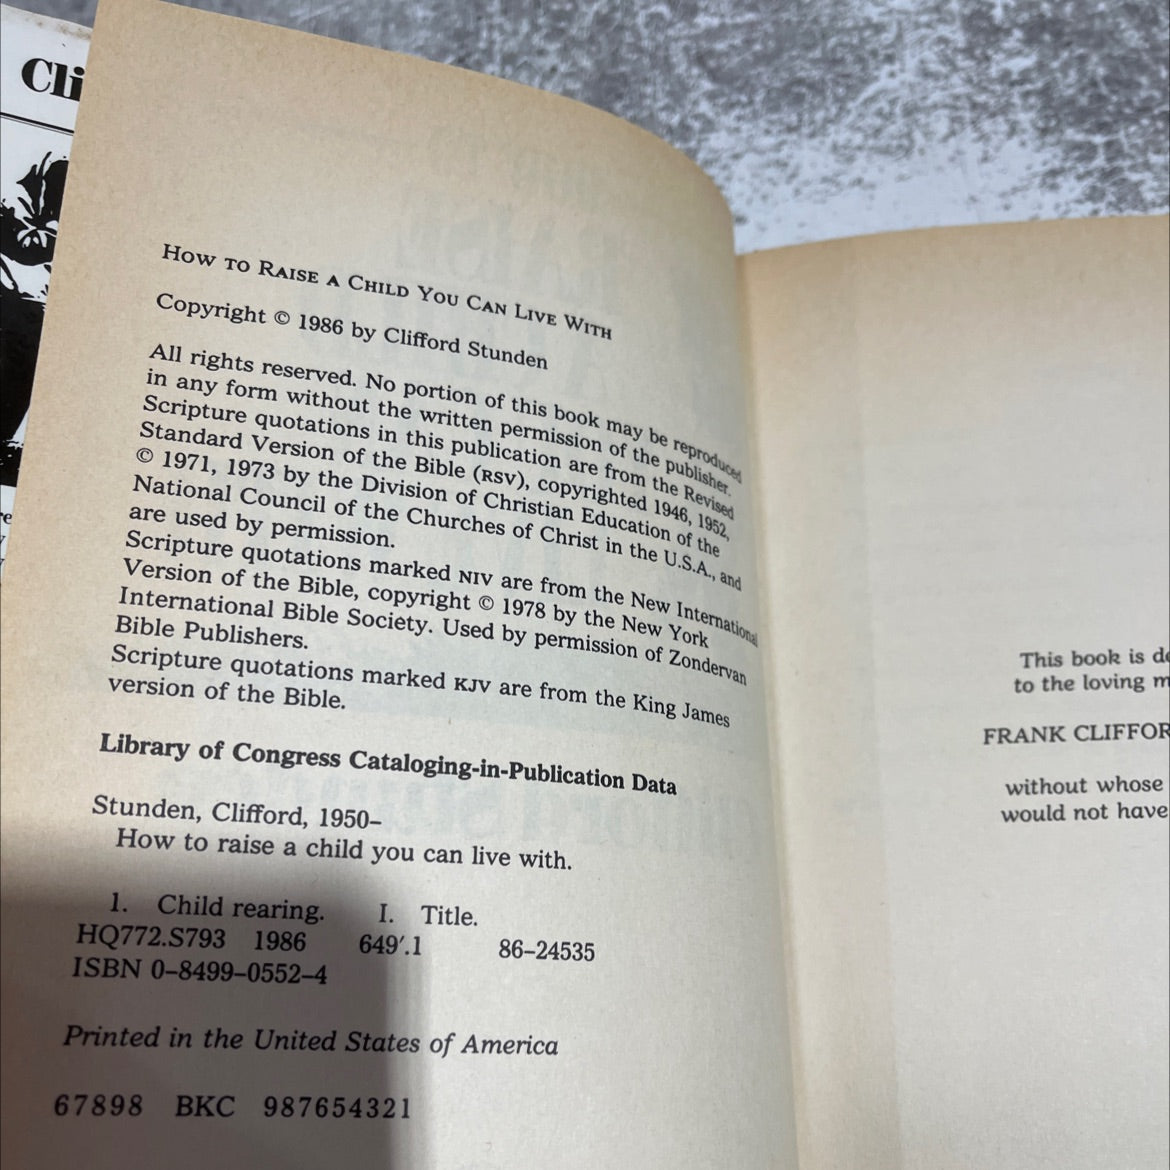 Cli
HOW TO RAISE A CHILD YOU CAN LIVE WITH
Copyright © 1986 by Clifford Stunden
All rights reserved. No portion of this book may be reproduced
in any form without the written permission of the publisher.
Scripture quotations in this publication are from the Revised
Standard Version of the Bible (RSV), copyrighted 1946, 1952,
© 1971, 1973 by the Division of Christian Education of the
National Council of the Churches of Christ in the U.S.A., and
are used by permission.
Scripture quotations marked NIV are from the New International
Version of the Bible, copyright © 1978 by the New York
International Bible Society. Used by permission of Zondervan
Bible Publishers.
Scripture quotations marked KJV are from the King James
version of the Bible.
Library of Congress Cataloging-in-Publication Data
Stunden, Clifford, 1950–
How to raise a child you can live with.
1. Child rearing. I. Title.
HQ772.S793 1986 649′.1 86–24535
ISBN 0–8499–0552–4
Printed in the United States of America
67898 BKC 987654321
This book is de
to the loving m
FRANK CLIFFOR
without whose
would not have